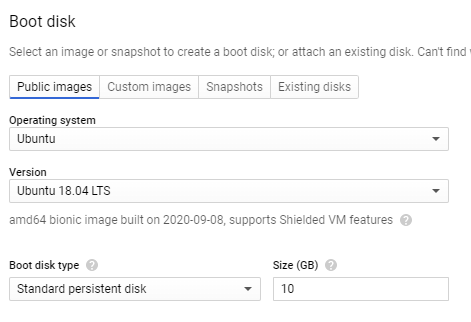 Boot disk
Select an image or snapshot to create a boot disk; or attach an existing disk. Can't find
Public images Custom images Snapshots Existing disks
Operating system
Ubuntu
Version
Ubuntu 18.04 LTS
amd64 bionic image built on 2020-09-08, supports Shielded VM features ?
Boot disk type ? Size (GB) ?
Standard persistent disk 10